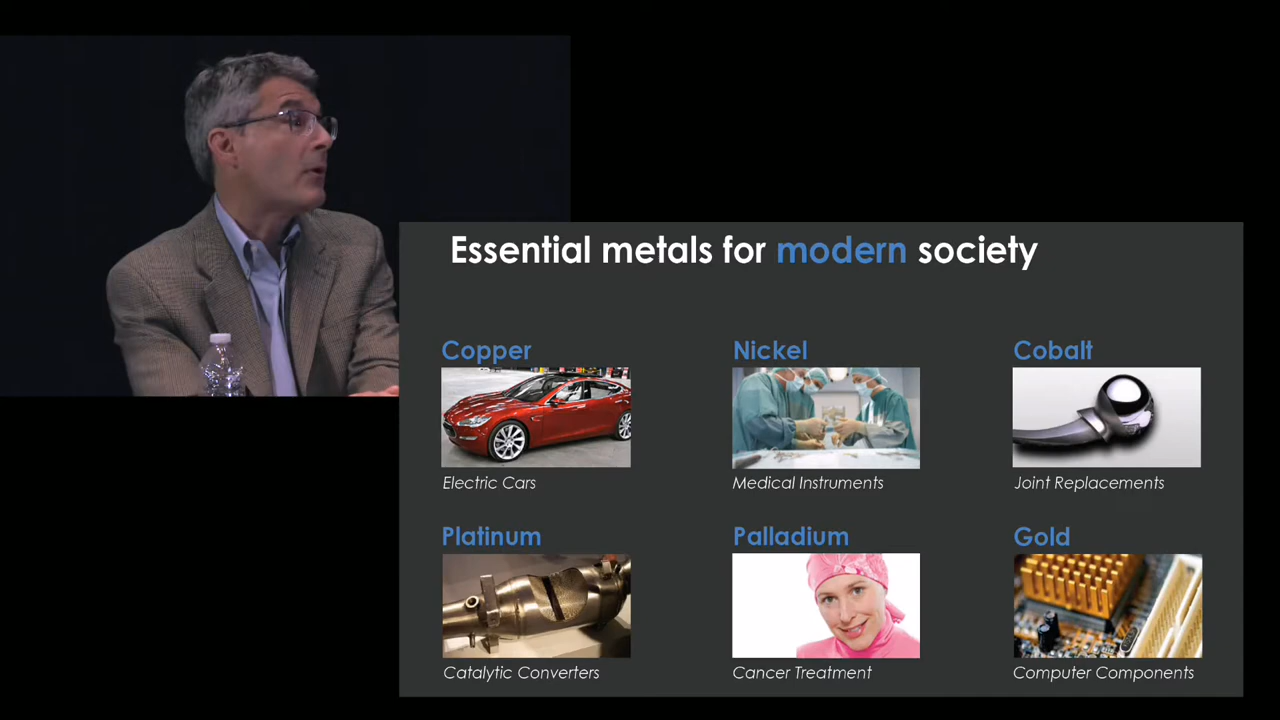 Essential metals for modern society
Copper
Nickel
Cobalt
Electric Cars
Medical Instruments
Joint Replacements
Platinum
Palladium
Gold
Catalytic Converters
Cancer Treatment
Computer Components